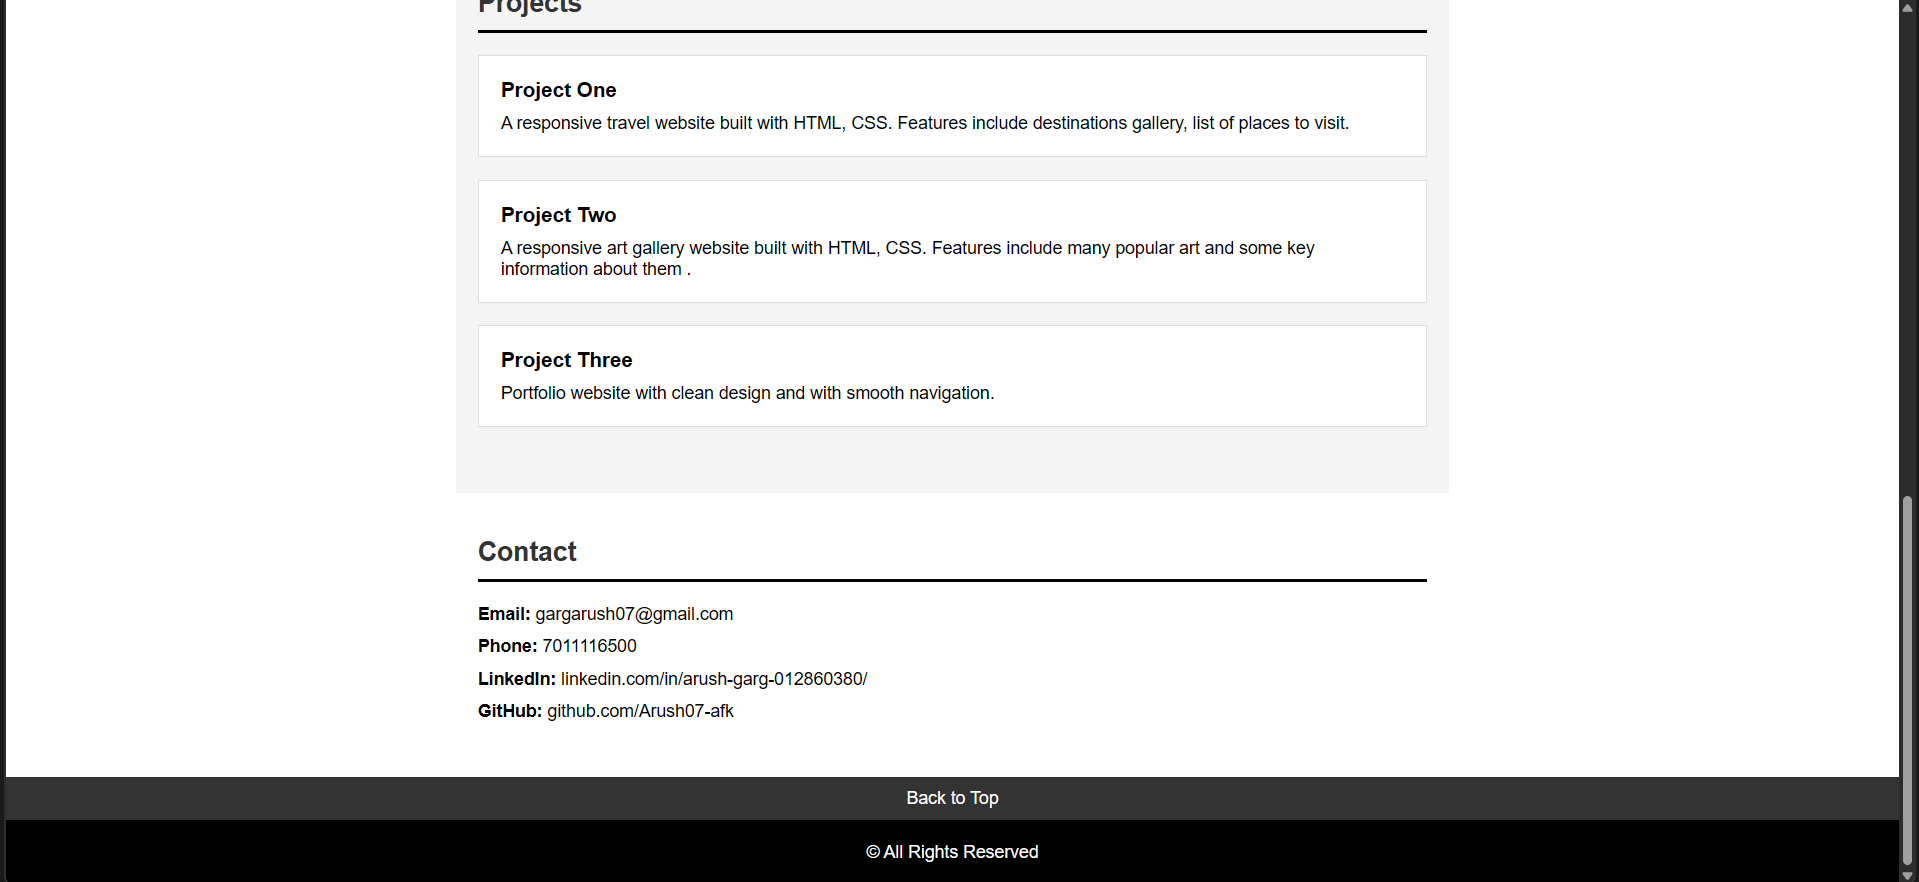 Projects
Project One
A responsive travel website built with HTML, CSS. Features include destinations gallery, list of places to visit.
Project Two
A responsive art gallery website built with HTML, CSS. Features include many popular art and some key
information about them .
Project Three
Portfolio website with clean design and with smooth navigation.
Contact
Email: gargarush07@gmail.com
Phone: 7011116500
LinkedIn: linkedin.com/in/arush-garg-012860380/
GitHub: github.com/Arush07-afk
Back to Top
© All Rights Reserved